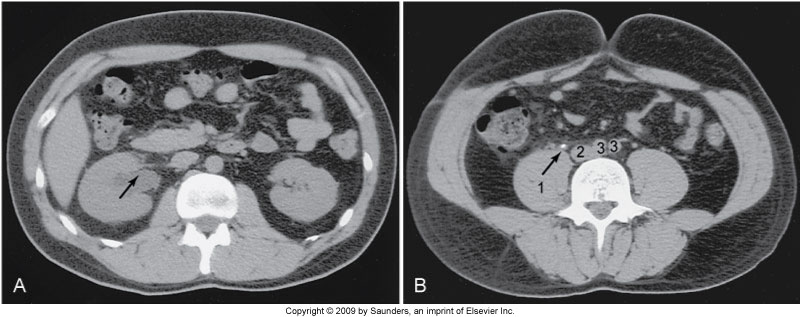 2 3 3
1
A
B
Copyright © 2009 by Saunders, an imprint of Elsevier Inc.